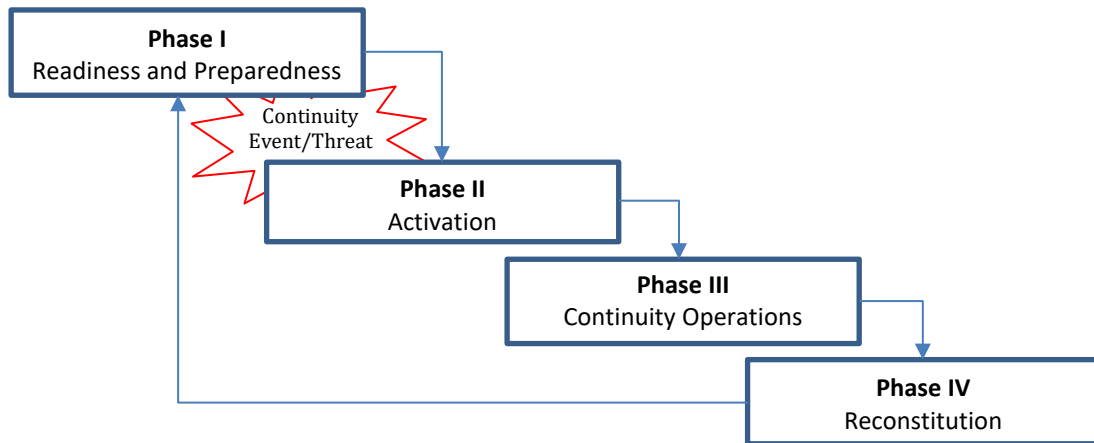 Phase I
Readiness and Preparedness
Continuity
Event/Threat
Phase II
Activation
Phase III
Continuity Operations
Phase IV
Reconstitution